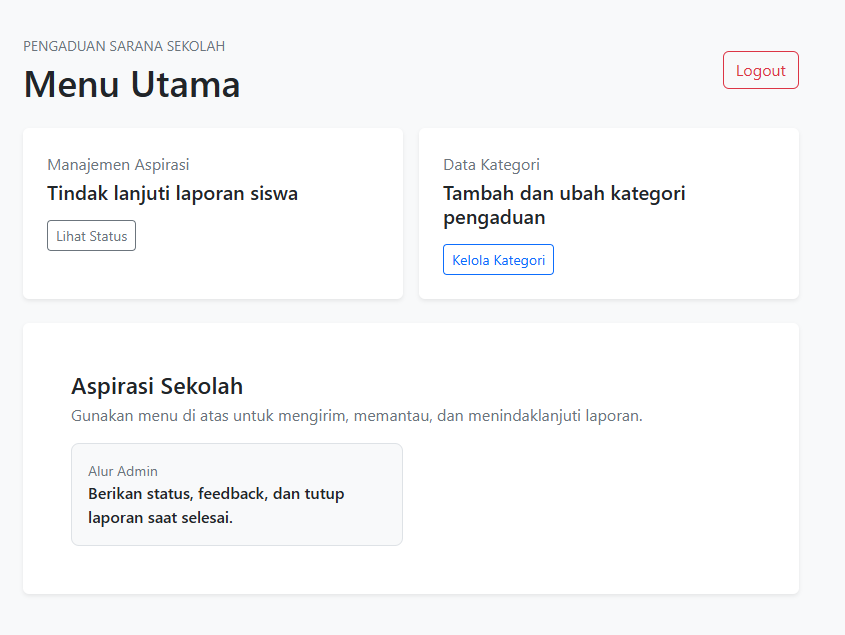 PENGADUAN SARANA SEKOLAH
Menu Utama
Logout
Manajemen Aspirasi
Tindak lanjuti laporan siswa
Lihat Status
Data Kategori
Tambah dan ubah kategori
pengaduan
Kelola Kategori
Aspirasi Sekolah
Gunakan menu di atas untuk mengirim, memantau, dan menindaklanjuti laporan.
Alur Admin
Berikan status, feedback, dan tutup
laporan saat selesai.